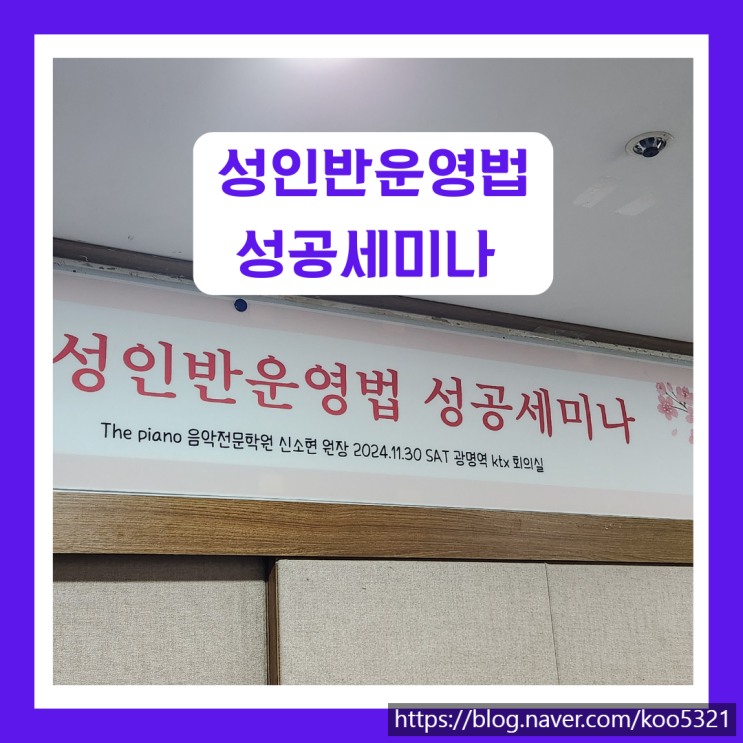 성인반운영법
성공세미나
성인반운영법 성공세미나
The piano 음악전문학원 신소현 원장 2024.11.30 SAT 광명역 ktx 회의실
https://blog.naver.com/koo5321